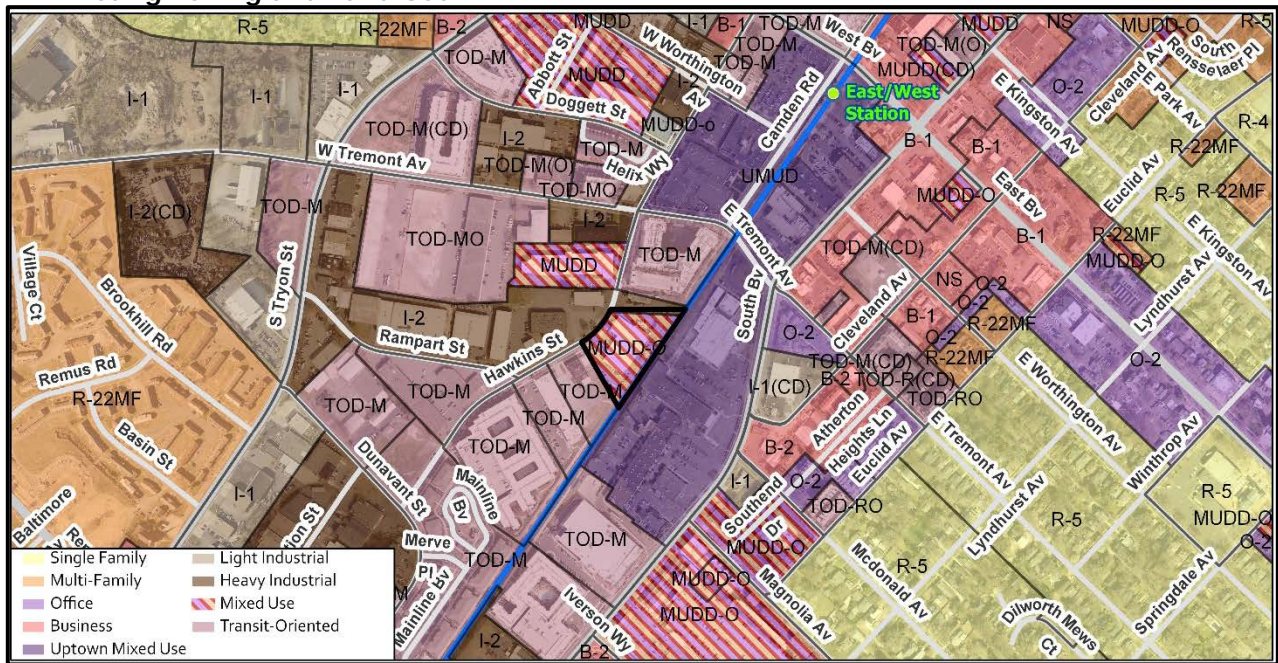 R-5
R-22MF
B-2
TOD-M
MUDD
Abbott St
Doggett St
W Worthington
Av
I-1
B-1
TOD-M
TOD-M
TOD-M
West Bv
TOD-M(O)
MUDD(CD)
MUDD
NS
MUDD-O
R-22MF
R-5
South
Rensselaer Pl
Cleveland Av
E Park Av
I-1
I-1
I-1
I-2
MUDD-o
Camden Rd
East/West
Station
E Kingston Av
O-2
R-4
TOD-M(CD)
I-2
TOD-M(O)
TOD-M
Helix Wy
TOD-MO
W Tremont Av
UMUD
B-1
B-1
MUDD-O
East Bv
Euclid Av
R-22MF
R-5
R-22MF
I-2(CD)
TOD-M
TOD-MO
I-2
MUDD
TOD-M
E Tremont Av
TOD-M(CD)
B-1
R-22MF
MUDD-O
E Kingston Av
Lyndhurst Av
Village Ct
Brookhill Rd
S Tryon St
South Bv
Cleveland Av
NS
O-2
O-2
R-22MF
B-1
O-2
O-2
I-2
Rampart St
Hawkins St
MUDD-O
Remus Rd
R-22MF
Basin St
TOD-M
TOD-M
TOD-M
TOD-M
TOD-M
TOD-M(CD)
R-22MF
B-2
TOD-R(CD)
TOD-RO
I-1(CD)
Atherton
Heights Ln
Euclid Av
E Worthington Av
E Tremont Av
Winthrop Av
B-2
O-2
I-1
Southend
Dr
TOD-RO
Lyndhurst Av
R-5
R-5
MUDD-O
O-2
Baltimore
I-1
Dunavant St
Mainline
Bv
Merve
Pl
Mainline Bv
TOD-M
TOD-M
MUDD-O
MUDD-O
MUDD-O
Magnolia Av
Mcdonald Av
R-5
Springdale Av
Dilworth Mews
Ct
Iverson Wy
I-2
B-2
Single Family
Multi-Family
Office
Business
Uptown Mixed Use
Light Industrial
Heavy Industrial
Mixed Use
Transit-Oriented